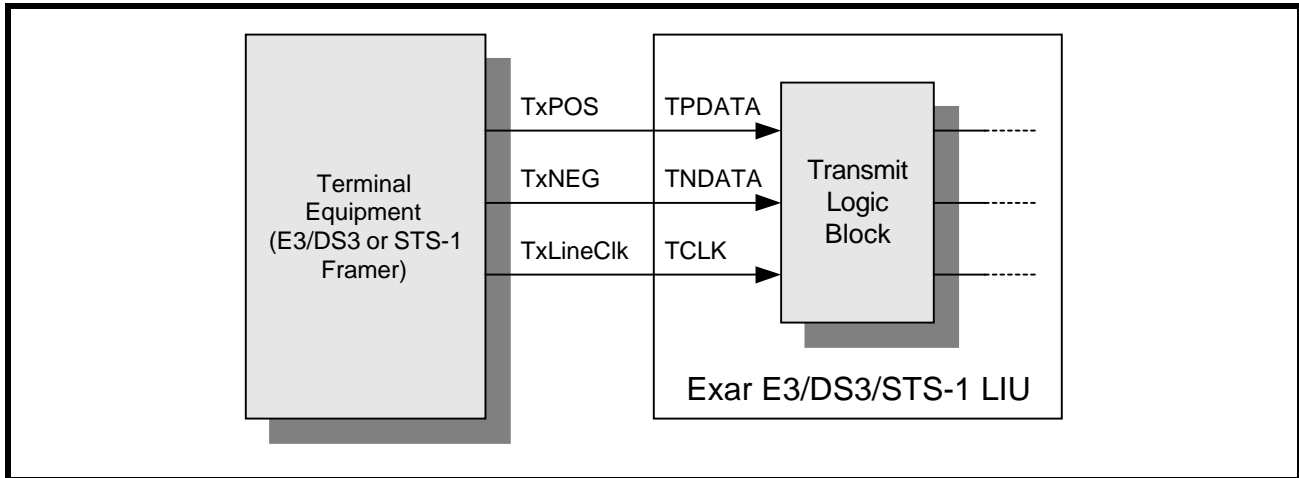 TxPOS
TPDATA
TxNEG
TNDATA
TxLineClk
TCLK
Terminal
Equipment
(E3/DS3 or STS-1
Framer)
Transmit
Logic
Block
Exar E3/DS3/STS-1 LIU